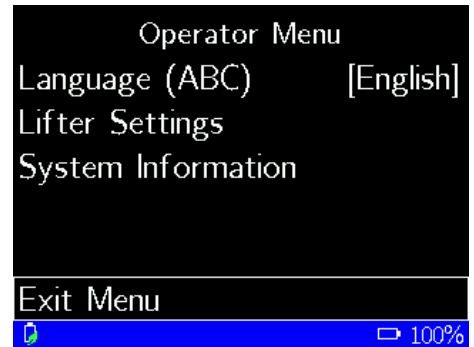 Operator Menu
Language (ABC) [English]
Lifter Settings
System Information
Exit Menu
100%